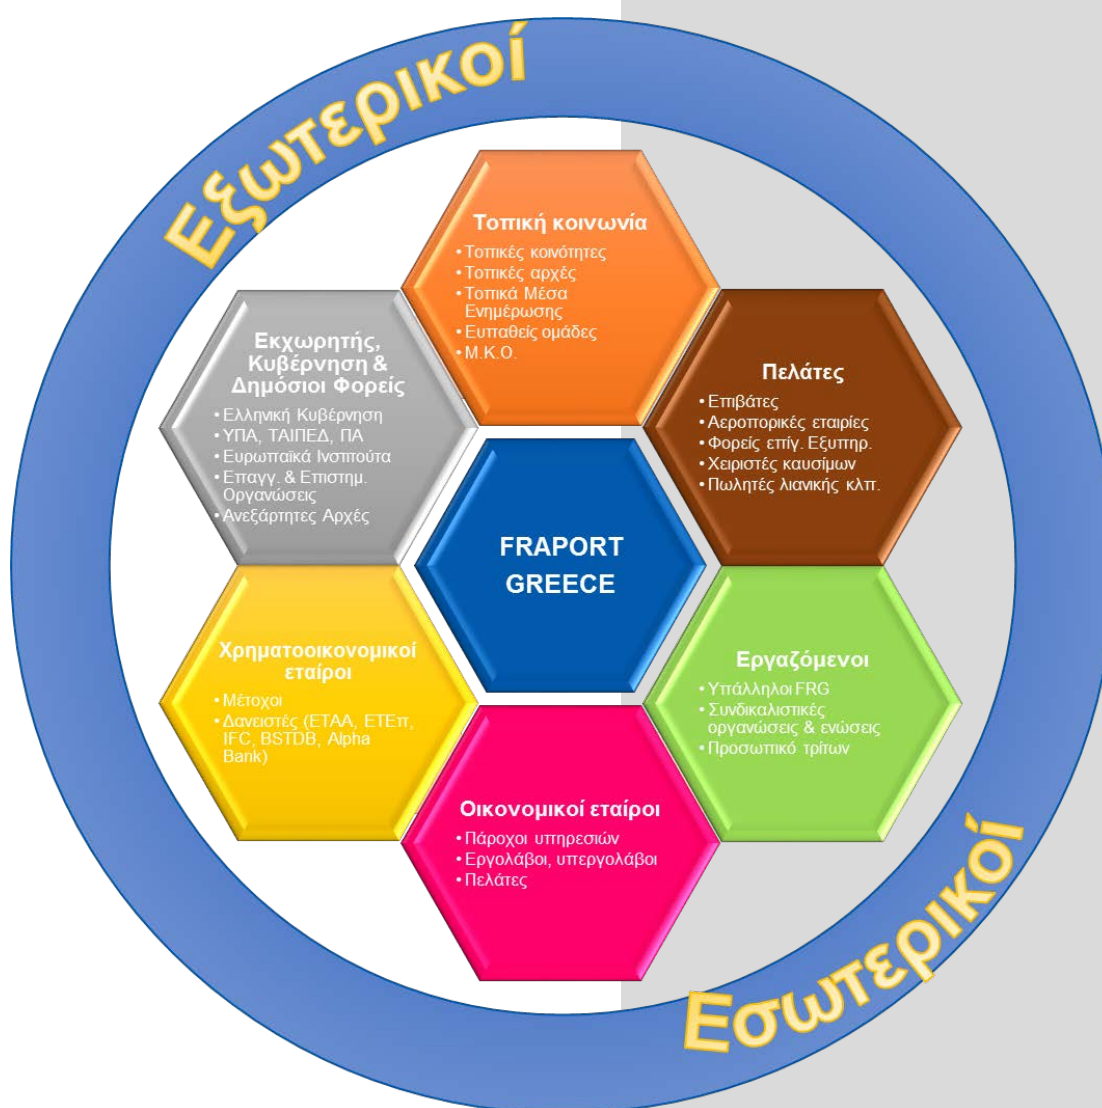 Εξωτερικοί
Τοπική κοινωνία
• Τοπικές κοινότητες
• Τοπικές αρχές
• Τοπικά Μέσα
Ενημέρωσης
• Ευπαθείς ομάδες
• Μ.Κ.Ο.
Εκχωρητής,
Κυβέρνηση &
Δημόσιοι Φορείς
• Ελληνική Κυβέρνηση
• ΥΠΑ, ΤΑΙΠΕΔ, ΠΑ
• Ευρωπαϊκά Ινστιτούτα
• Επαγγ. & Επιστημ.
Οργανώσεις
• Ανεξάρτητες Αρχές
Πελάτες
• Επιβάτες
• Αεροπορικές εταιρίες
• Φορείς επίγ. Εξυπηρ.
• Χειριστές καυσίμων
• Πωλητές λιανικής κλπ.
FRAPORT
GREECE
Χρηματοοικονομικοί
εταίροι
• Μέτοχοι
• Δανειστές (ΕΤΑΑ, ΕΤΕπ,
IFC, BSTDB, Alpha
Bank)
Εργαζόμενοι
• Υπάλληλοι FRG
• Συνδικαλιστικές
οργανώσεις & ενώσεις
• Προσωπικό τρίτων
Οικονομικοί εταίροι
• Πάροχοι υπηρεσιών
• Εργολάβοι, υπεργολάβοι
• Πελάτες
Εσωτερικοί